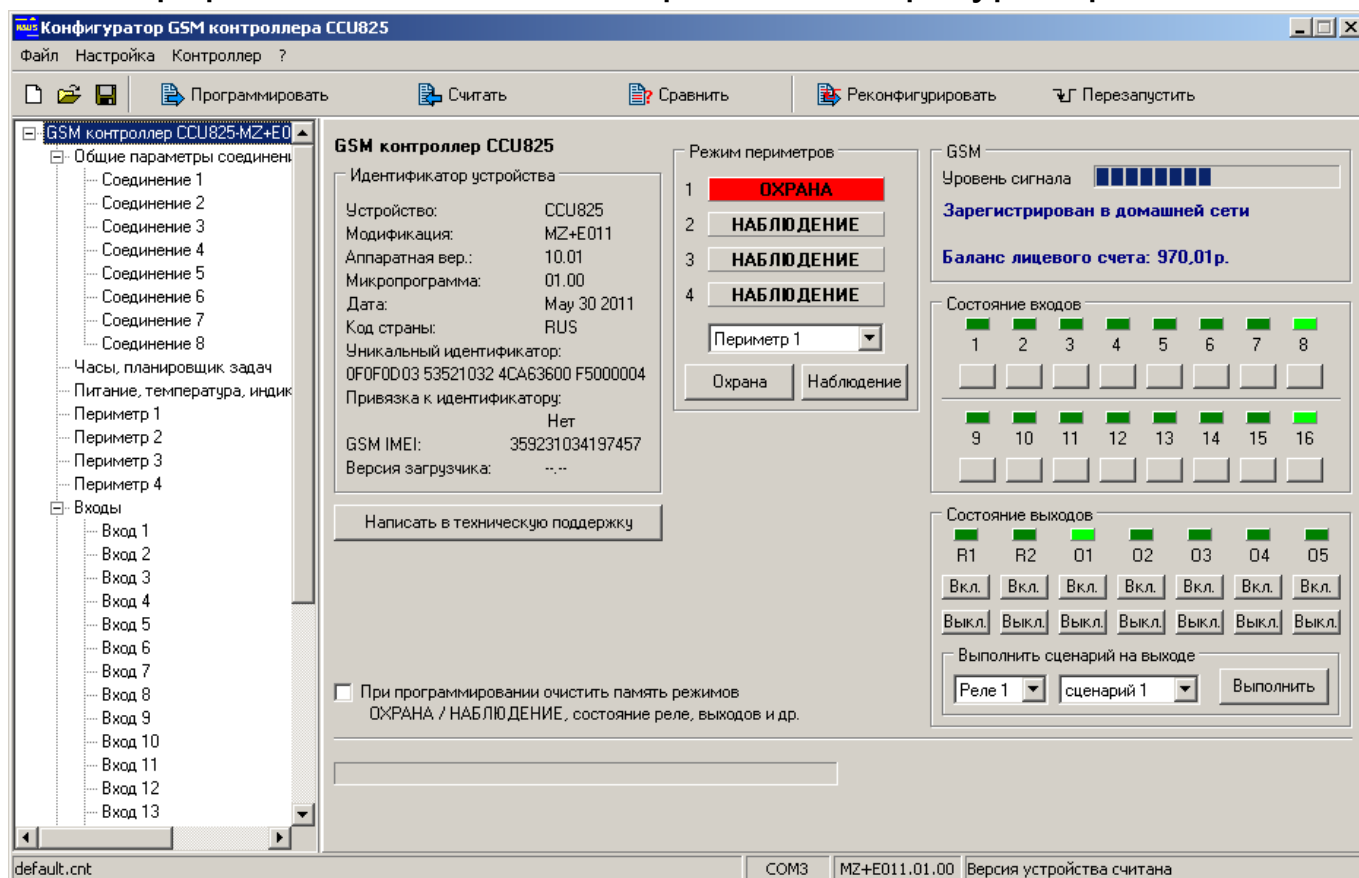 Конфигуратор GSM контроллера CCU825
Файл Настройка Контроллер ?
Программировать Считать Сравнить Реконфигурировать Перезапустить
GSM контроллер CCU825-MZ+E0
Общие параметры соединени
Соединение 1
Соединение 2
Соединение 3
Соединение 4
Соединение 5
Соединение 6
Соединение 7
Соединение 8
Часы, планировщик задач
Питание, температура, индик
Периметр 1
Периметр 2
Периметр 3
Периметр 4
Входы
Вход 1
Вход 2
Вход 3
Вход 4
Вход 5
Вход 6
Вход 7
Вход 8
Вход 9
Вход 10
Вход 11
Вход 12
Вход 13
GSM контроллер CCU825
Идентификатор устройства
Устройство: CCU825
Модификация: MZ+E011
Аппаратная вер.: 10.01
Микропрограмма: 01.00
Дата: May 30 2011
Код страны: RUS
Уникальный идентификатор:
0F0F0D03 53521032 4CA63600 F5000004
Привязка к идентификатору:
Нет
GSM IMEI: 359231034197457
Версия загрузчика: --.--
Написать в техническую поддержку
Режим периметров
1 ОХРАНА
2 НАБЛЮДЕНИЕ
3 НАБЛЮДЕНИЕ
4 НАБЛЮДЕНИЕ
Периметр 1
Охрана Наблюдение
GSM
Уровень сигнала
Зарегистрирован в домашней сети
Баланс лицевого счета: 970,01р.
Состояние входов
1 2 3 4 5 6 7 8
9 10 11 12 13 14 15 16
Состояние выходов
R1 R2 O1 O2 O3 O4 O5
Вкл. Вкл. Вкл. Вкл. Вкл. Вкл. Вкл.
Выкл. Выкл. Выкл. Выкл. Выкл. Выкл. Выкл.
Выполнить сценарий на выходе
Реле 1 сценарий 1 Выполнить
При программировании очистить память режимов
ОХРАНА / НАБЛЮДЕНИЕ, состояние реле, выходов и др.
default.cnt COM3 MZ+E011.01.00 Версия устройства считана